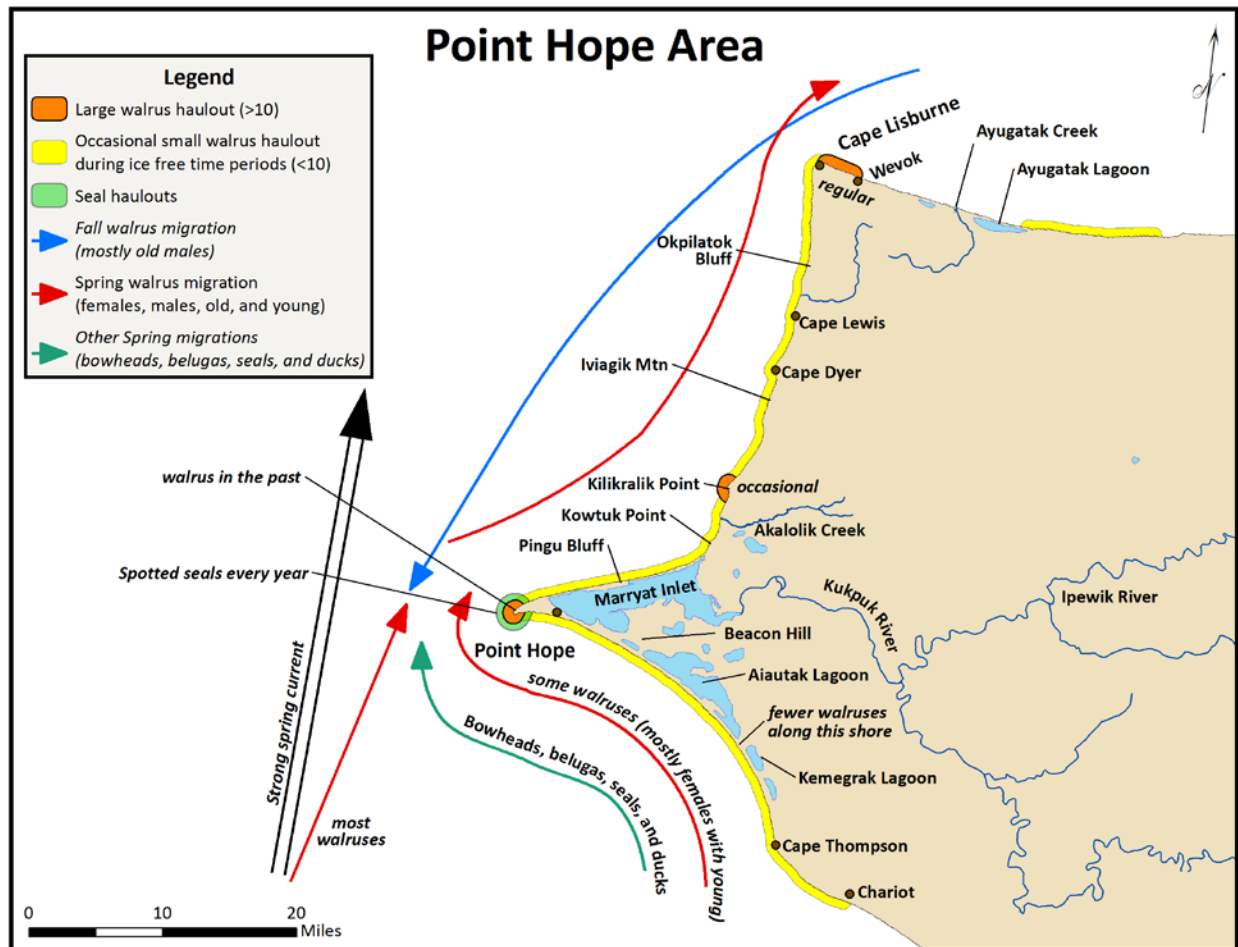 Point Hope Area
Legend
Large walrus haulout (>10)
Occasional small walrus haulout
during ice free time periods (<10)
Seal haulouts
Fall walrus migration
(mostly old males)
Spring walrus migration
(females, males, old, and young)
Other Spring migrations
(bowheads, belugas, seals, and ducks)
N
Cape Lisburne
Wevok
regular
Ayugatak Creek
Ayugatak Lagoon
Okpilatok
Bluff
Cape Lewis
Iviagik Mtn
Cape Dyer
walrus in the past
Kilikralik Point
occasional
Kowtuk Point
Akalolik Creek
Pingu Bluff
Spotted seals every year
Marryat Inlet
Kukpuk River
Ipewik River
Beacon Hill
Point Hope
Aiautak Lagoon
some walruses (mostly females with young)
fewer walruses
along this shore
Bowheads, belugas, seals, and ducks
Kemegrak Lagoon
Strong spring current
most
walruses
Cape Thompson
Chariot
0 10 20
Miles